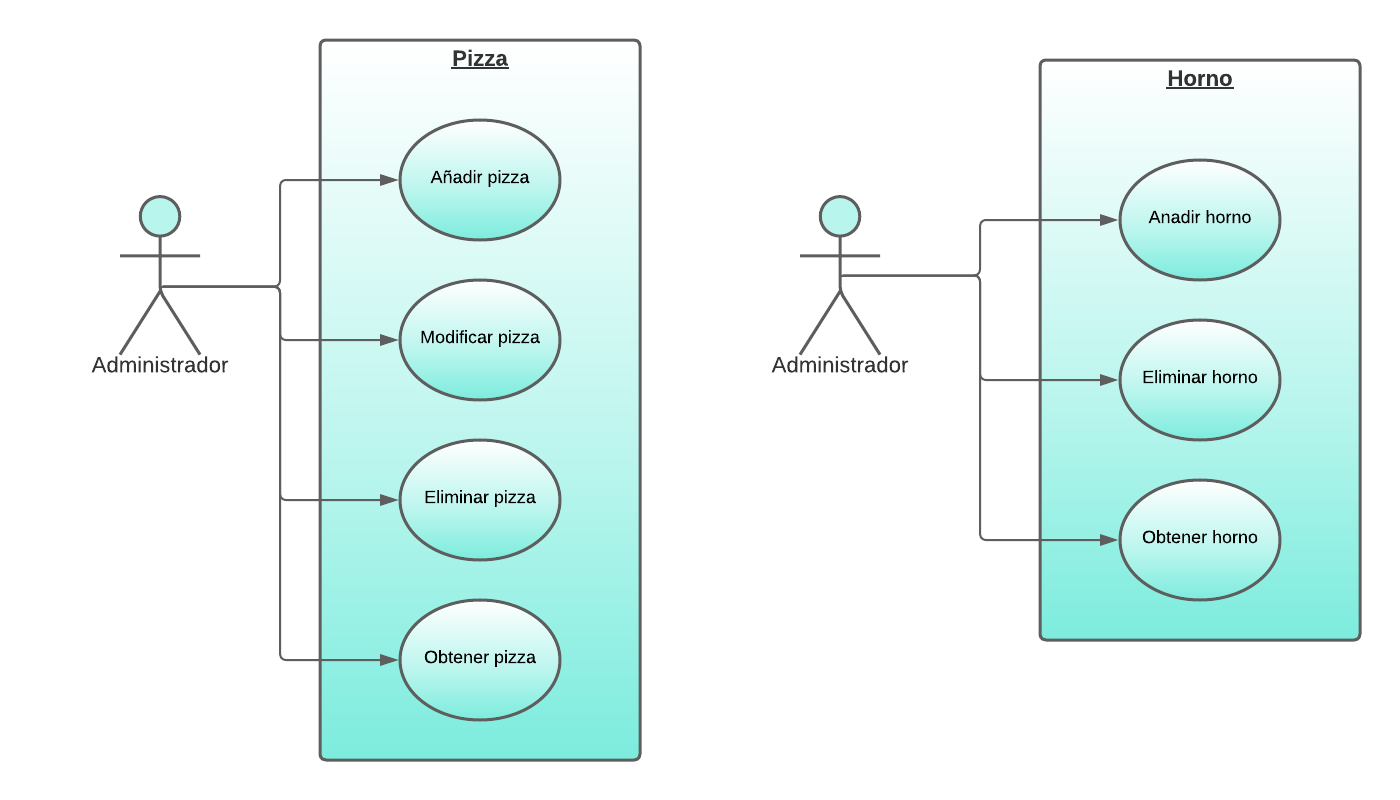 Pizza
Añadir pizza
Modificar pizza
Administrador
Eliminar pizza
Obtener pizza
Horno
Anadir horno
Administrador
Eliminar horno
Obtener horno